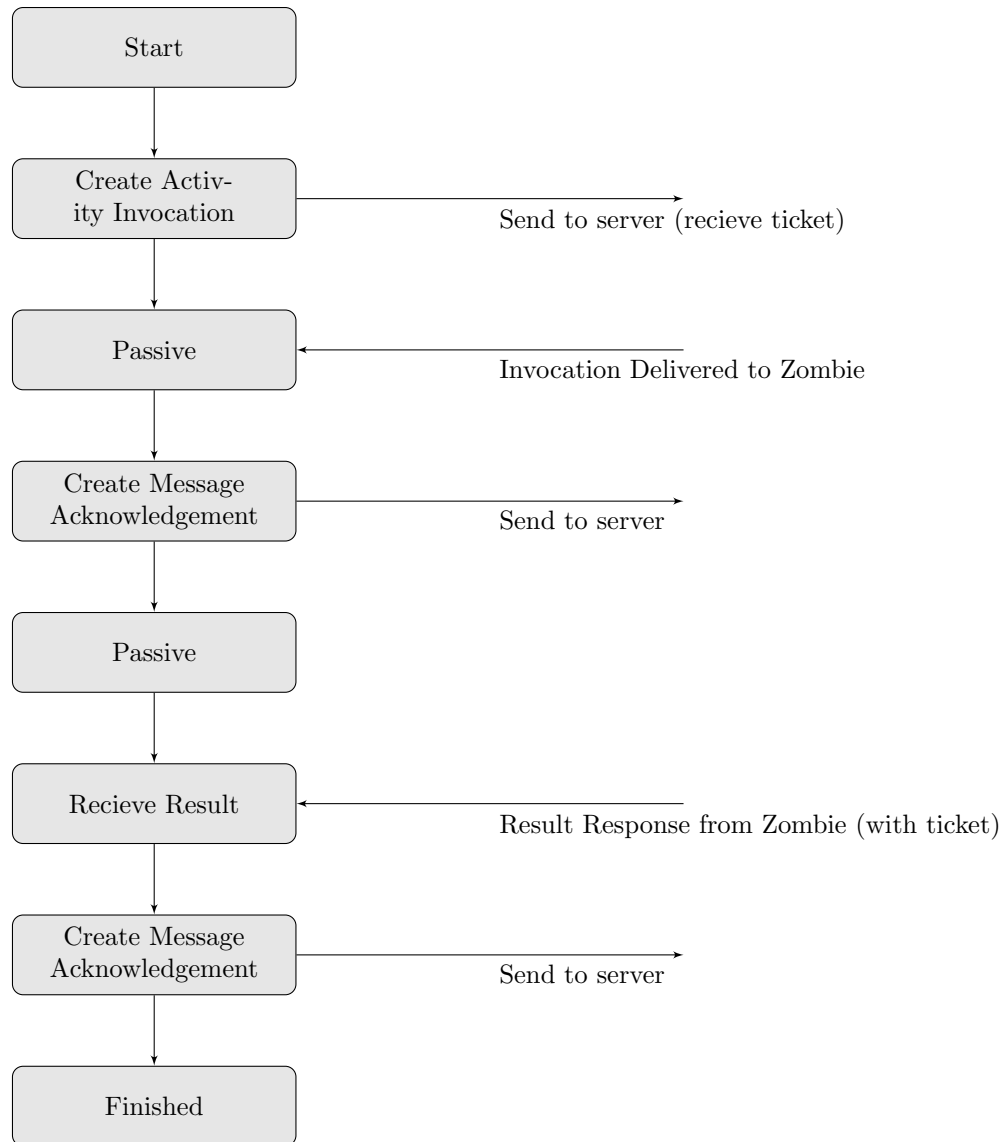 Start
Create Activ-
ity Invocation
Send to server (recieve ticket)
Passive
Invocation Delivered to Zombie
Create Message
Acknowledgement
Send to server
Passive
Recieve Result
Result Response from Zombie (with ticket)
Create Message
Acknowledgement
Send to server
Finished